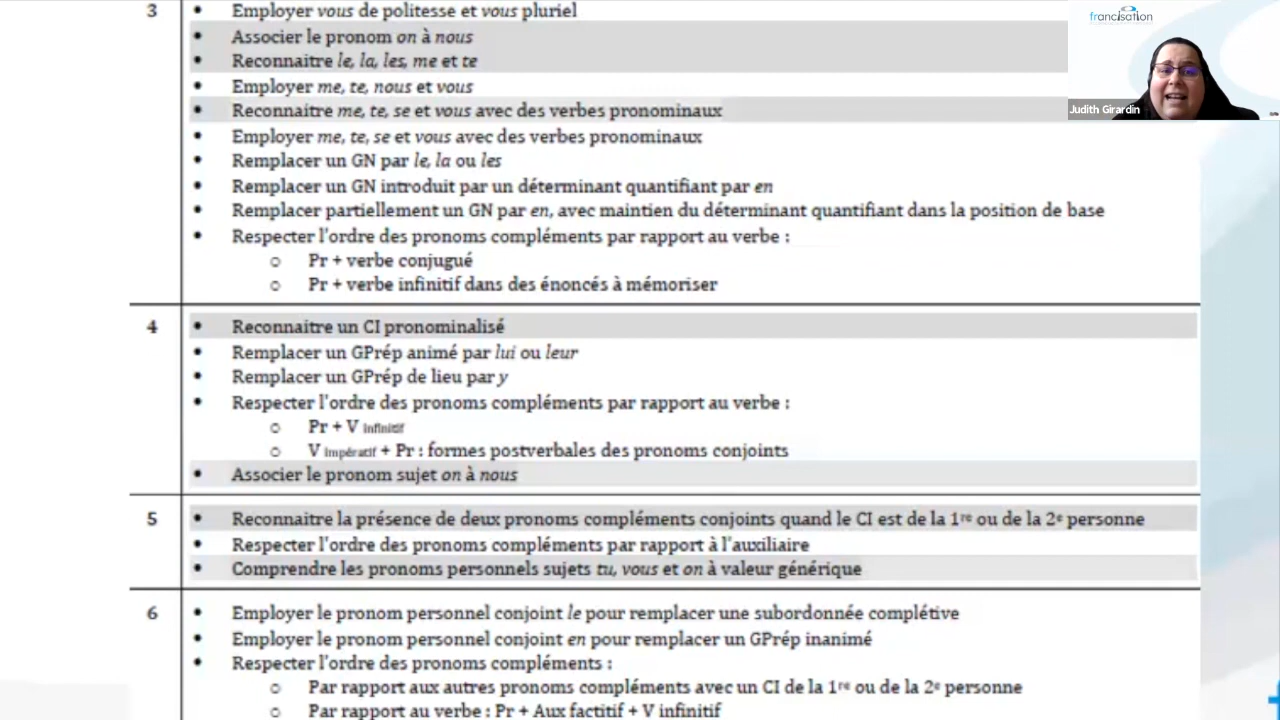 3
• Employer vous de politesse et vous pluriel
• Associer le pronom on à nous
• Reconnaitre le, la, les, me et te
• Employer me, te, nous et vous
• Reconnaitre me, te, se et vous avec des verbes pronominaux
• Employer me, te, se et vous avec des verbes pronominaux
• Remplacer un GN par le, la ou les
• Remplacer un GN introduit par un déterminant quantifiant par en
• Remplacer partiellement un GN par en, avec maintien du déterminant quantifiant dans la position de base
• Respecter l'ordre des pronoms compléments par rapport au verbe :
o Pr + verbe conjugué
o Pr + verbe infinitif dans des énoncés à mémoriser
4
• Reconnaitre un CI pronominalisé
• Remplacer un GPrép animé par lui ou leur
• Remplacer un GPrép de lieu par y
• Respecter l'ordre des pronoms compléments par rapport au verbe :
o Pr + V infinitif
o V impératif + Pr : formes postverbales des pronoms conjoints
• Associer le pronom sujet on à nous
5
• Reconnaitre la présence de deux pronoms compléments conjoints quand le CI est de la 1re ou de la 2e personne
• Respecter l'ordre des pronoms compléments par rapport à l'auxiliaire
• Comprendre les pronoms personnels sujets tu, vous et on à valeur générique
6
• Employer le pronom personnel conjoint le pour remplacer une subordonnée complétive
• Employer le pronom personnel conjoint en pour remplacer un GPrép inanimé
• Respecter l'ordre des pronoms compléments :
o Par rapport aux autres pronoms compléments avec un CI de la 1re ou de la 2e personne
o Par rapport au verbe : Pr + Aux factitif + V infinitif
francisation
Judith Girardin